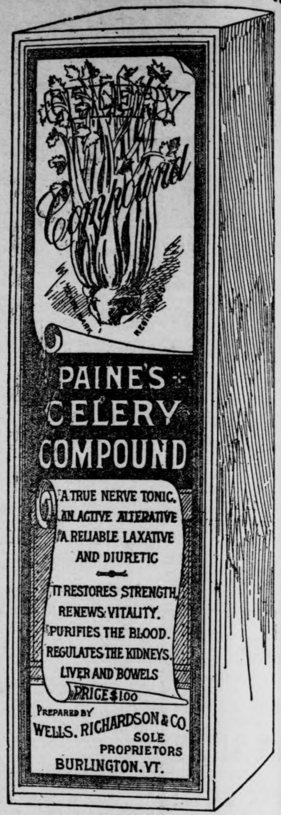 CELERY
Compound
PAINE'S
CELERY
COMPOUND
A TRUE NERVE TONIC,
AN ACTIVE ALTERATIVE
A RELIABLE LAXATIVE
AND DIURETIC
IT RESTORES STRENGTH,
RENEWS VITALITY,
PURIFIES THE BLOOD,
REGULATES THE KIDNEYS,
LIVER AND BOWELS
PRICE $1.00
PREPARED BY
WELLS, RICHARDSON & CO.
SOLE
PROPRIETORS
BURLINGTON, VT.